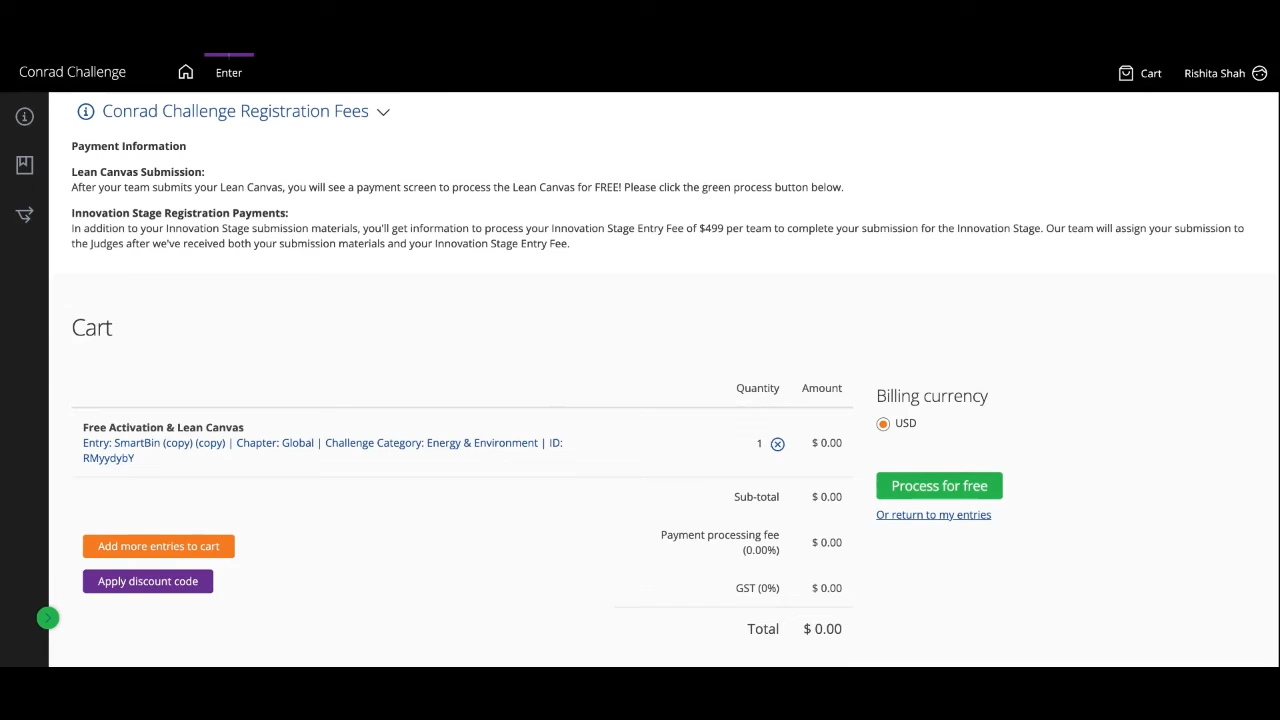 Conrad Challenge
Enter
Cart
Rishita Shah
Conrad Challenge Registration Fees
Payment Information
Lean Canvas Submission:
After your team submits your Lean Canvas, you will see a payment screen to process the Lean Canvas for FREE! Please click the green process button below.
Innovation Stage Registration Payments:
In addition to your Innovation Stage submission materials, you'll get information to process your Innovation Stage Entry Fee of $499 per team to complete your submission for the Innovation Stage. Our team will assign your submission to
the Judges after we've received both your submission materials and your Innovation Stage Entry Fee.
Cart
Quantity Amount
Billing currency
USD
Free Activation & Lean Canvas
Entry: SmartBin (copy) (copy) | Chapter: Global | Challenge Category: Energy & Environment | ID:
RMyydybY
1 $ 0.00
Process for free
Or return to my entries
Sub-total $ 0.00
Payment processing fee
(0.00%) $ 0.00
Add more entries to cart
Apply discount code
GST (0%) $ 0.00
Total $ 0.00